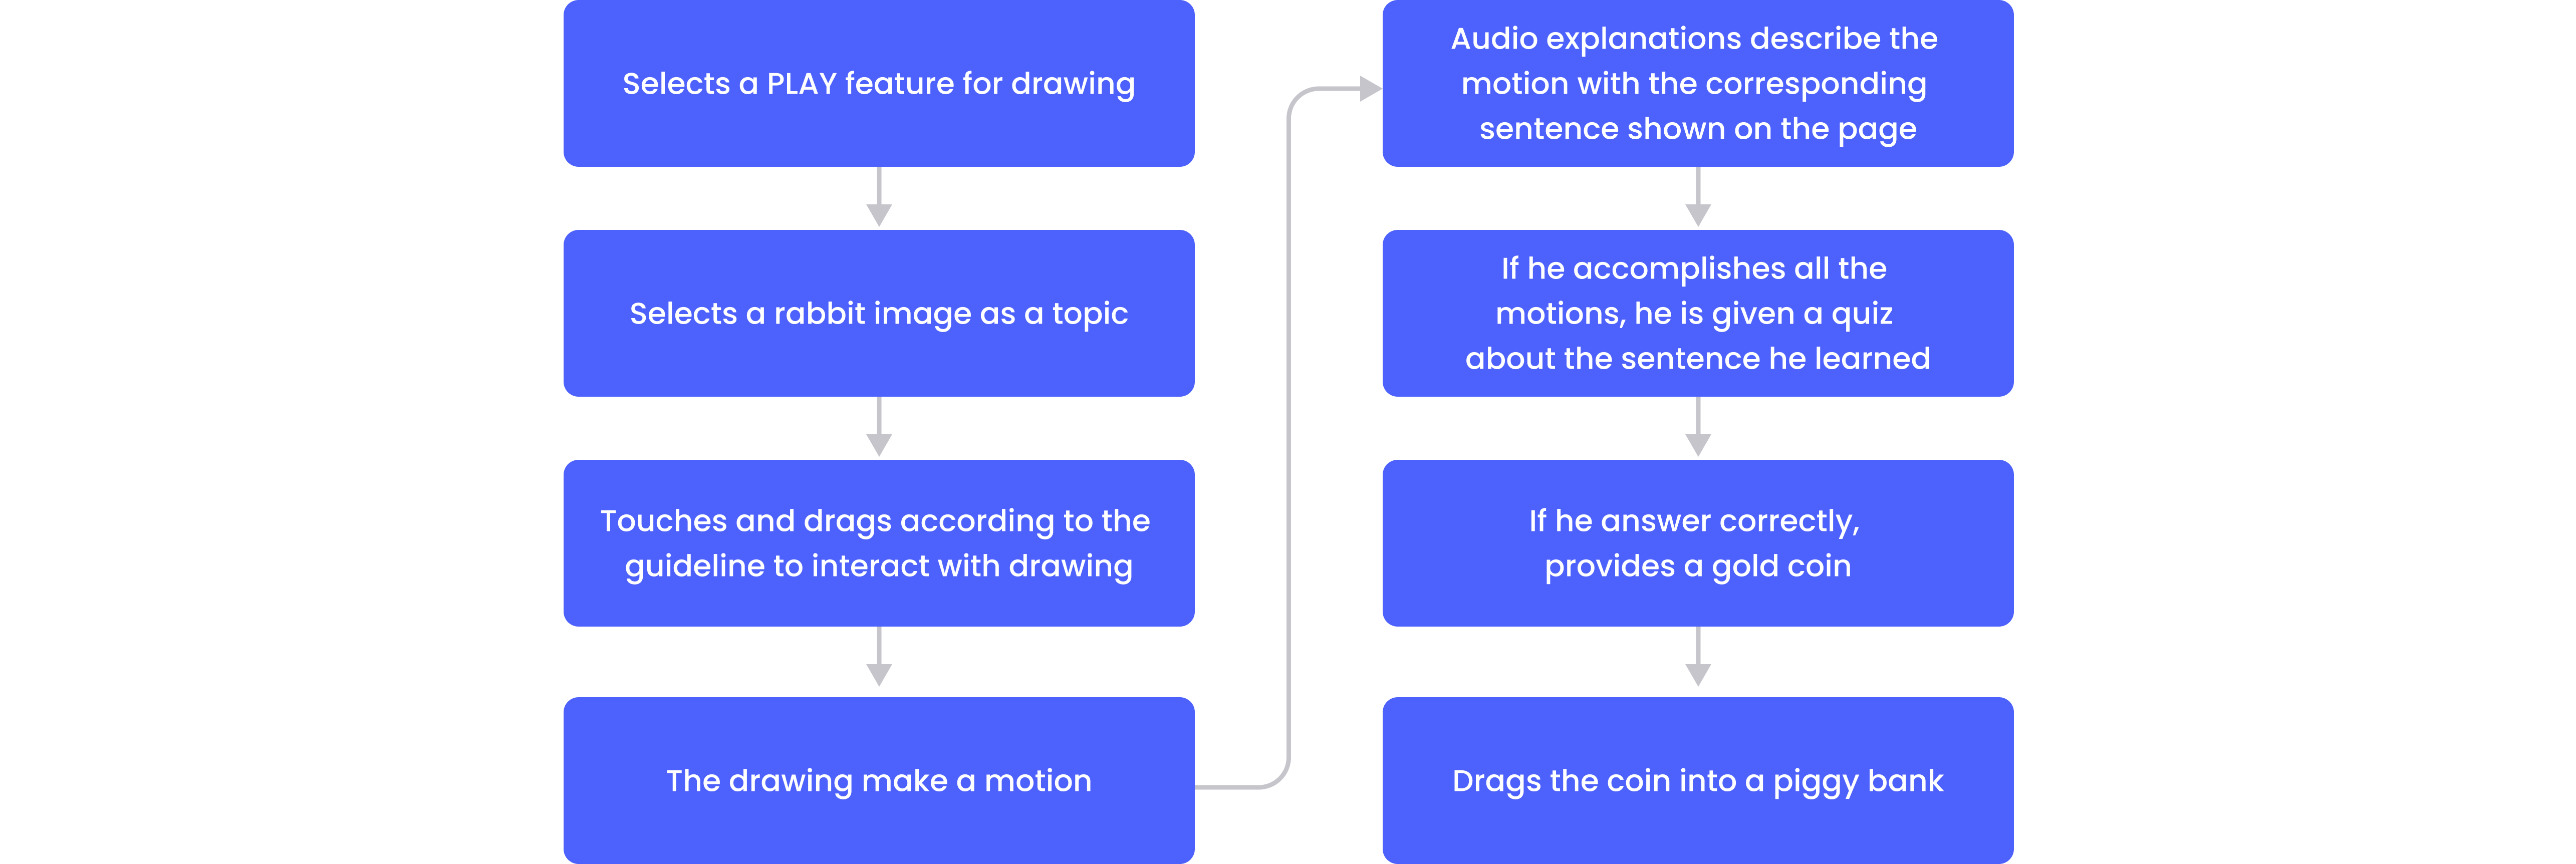 Selects a PLAY feature for drawing
Selects a rabbit image as a topic
Touches and drags according to the
guideline to interact with drawing
The drawing make a motion
Audio explanations describe the
motion with the corresponding
sentence shown on the page
If he accomplishes all the
motions, he is given a quiz
about the sentence he learned
If he answer correctly,
provides a gold coin
Drags the coin into a piggy bank